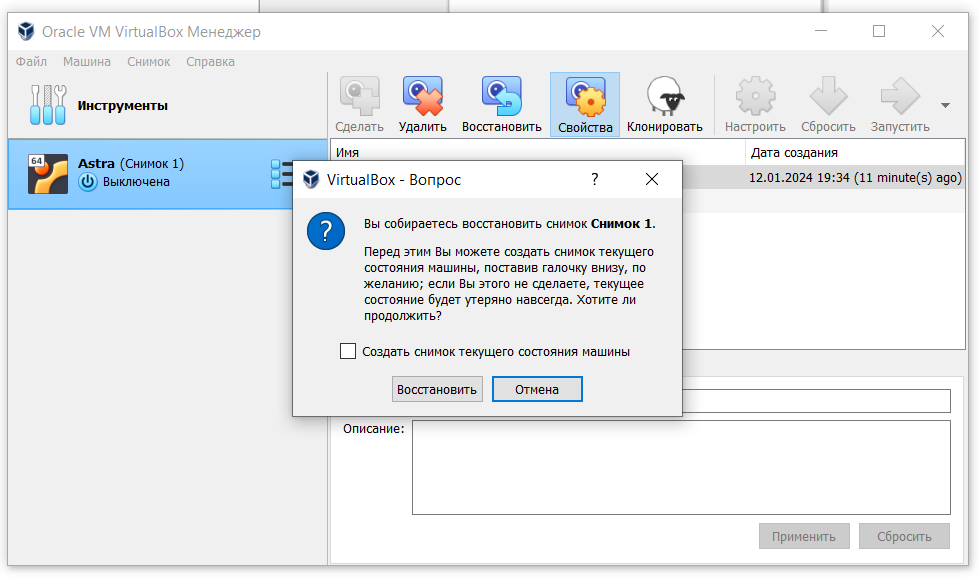 Oracle VM VirtualBox Менеджер
Файл Машина Снимок Справка
Инструменты
Сделать Удалить Восстановить Свойства Клонировать Настроить Сбросить Запустить
64
Astra (Снимок 1)
Выключена
Имя Дата создания
12.01.2024 19:34 (11 minute(s) ago)
VirtualBox - Вопрос ?
Вы собираетесь восстановить снимок Снимок 1.
Перед этим Вы можете создать снимок текущего
состояния машины, поставив галочку внизу, по
желанию; если Вы этого не сделаете, текущее
состояние будет утеряно навсегда. Хотите ли
продолжить?
Создать снимок текущего состояния машины
Восстановить Отмена
Описание:
Применить Сбросить